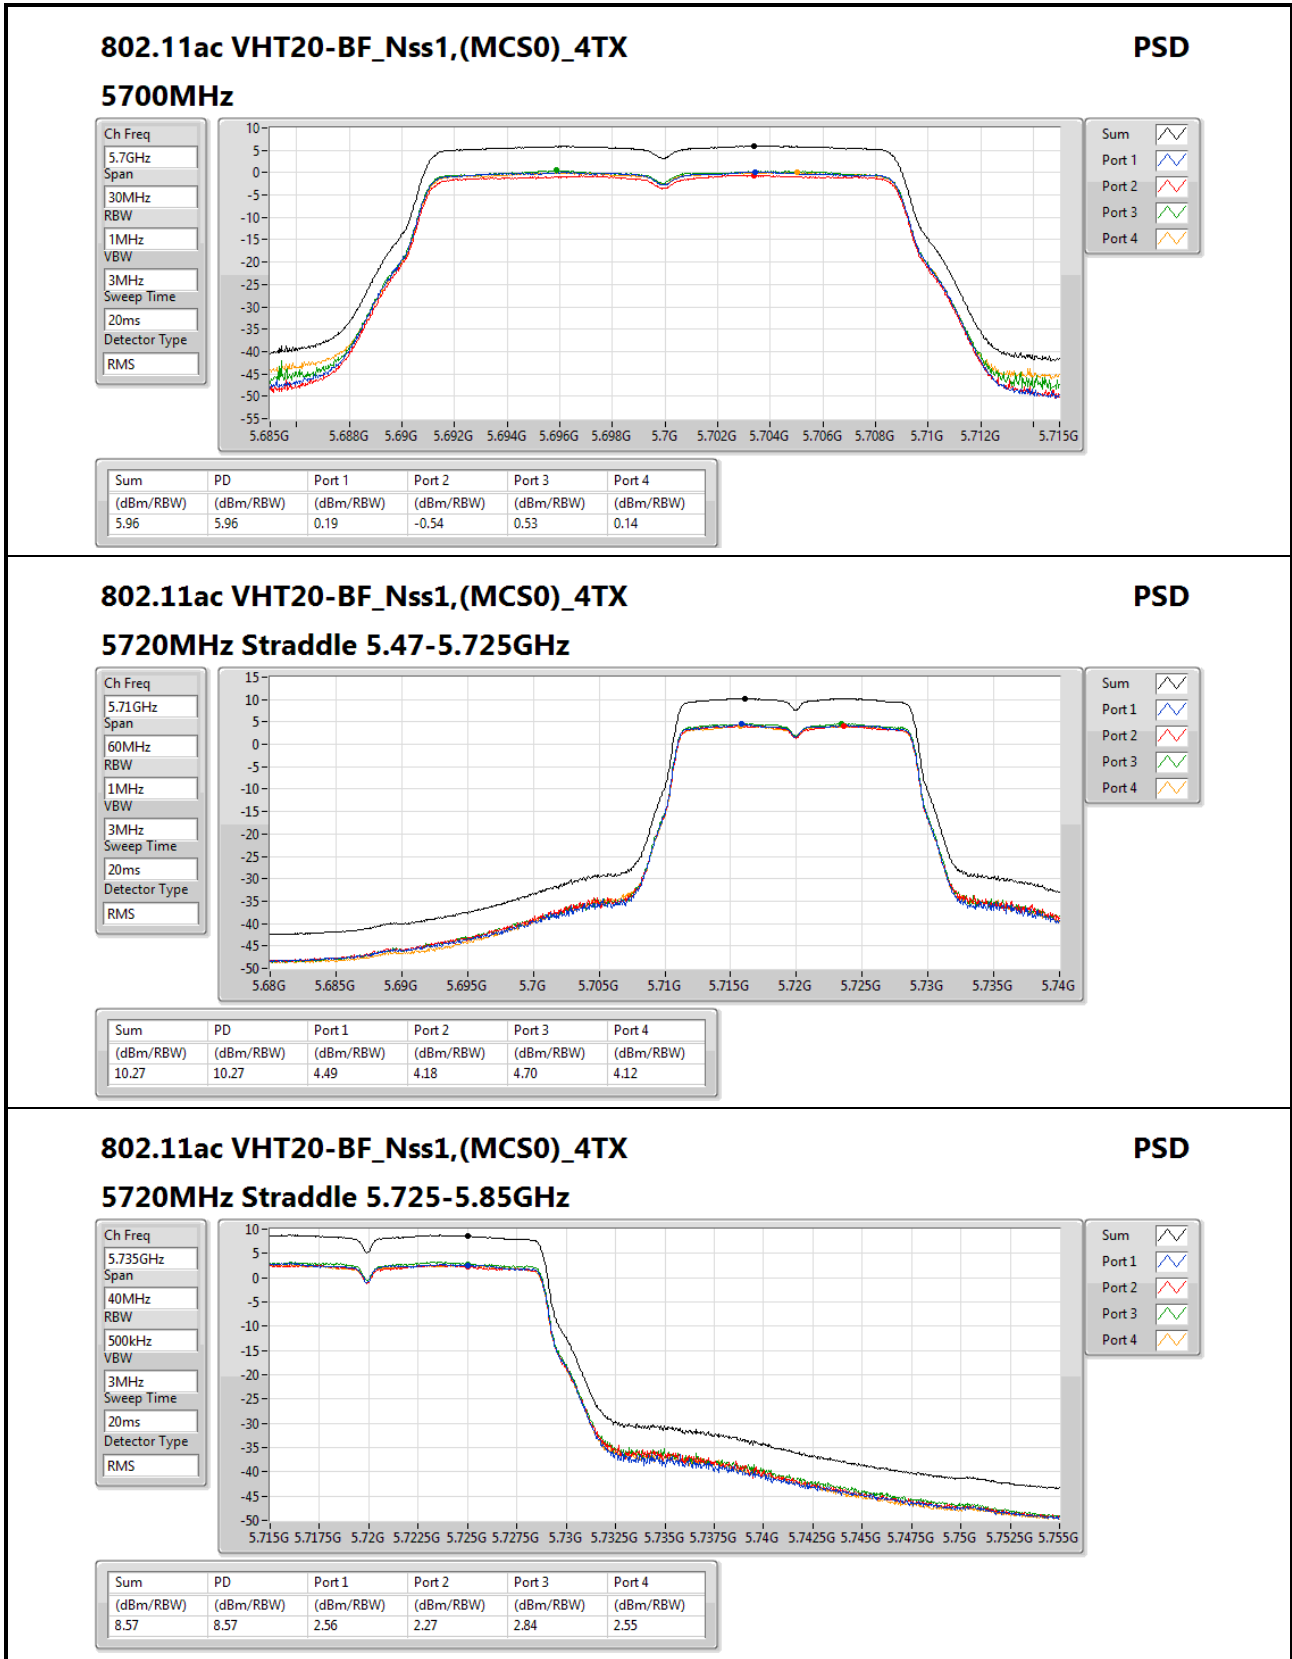 802.11ac VHT20-BF_Nss1,(MCS0)_4TX PSD
5700MHz
Ch Freq
5.7GHz
Span
30MHz
RBW
1MHz
VBW
3MHz
Sweep Time
20ms
Detector Type
RMS
10
5
0
-5
-10
-15
-20
-25
-30
-35
-40
-45
-50
-55
5.685G 5.688G 5.69G 5.692G 5.694G 5.696G 5.698G 5.7G 5.702G 5.704G 5.706G 5.708G 5.71G 5.712G 5.715G
Sum
Port 1
Port 2
Port 3
Port 4
Sum PD Port 1 Port 2 Port 3 Port 4
(dBm/RBW) (dBm/RBW) (dBm/RBW) (dBm/RBW) (dBm/RBW) (dBm/RBW)
5.96 5.96 0.19 -0.54 0.53 0.14
802.11ac VHT20-BF_Nss1,(MCS0)_4TX PSD
5720MHz Straddle 5.47-5.725GHz
Ch Freq
5.71GHz
Span
60MHz
RBW
1MHz
VBW
3MHz
Sweep Time
20ms
Detector Type
RMS
15
10
5
0
-5
-10
-15
-20
-25
-30
-35
-40
-45
-50
5.68G 5.685G 5.69G 5.695G 5.7G 5.705G 5.71G 5.715G 5.72G 5.725G 5.73G 5.735G 5.74G
Sum
Port 1
Port 2
Port 3
Port 4
Sum PD Port 1 Port 2 Port 3 Port 4
(dBm/RBW) (dBm/RBW) (dBm/RBW) (dBm/RBW) (dBm/RBW) (dBm/RBW)
10.27 10.27 4.49 4.18 4.70 4.12
802.11ac VHT20-BF_Nss1,(MCS0)_4TX PSD
5720MHz Straddle 5.725-5.85GHz
Ch Freq
5.735GHz
Span
40MHz
RBW
500kHz
VBW
3MHz
Sweep Time
20ms
Detector Type
RMS
10
5
0
-5
-10
-15
-20
-25
-30
-35
-40
-45
-50
5.715G 5.7175G 5.72G 5.7225G 5.725G 5.7275G 5.73G 5.7325G 5.735G 5.7375G 5.74G 5.7425G 5.745G 5.7475G 5.75G 5.7525G 5.755G
Sum
Port 1
Port 2
Port 3
Port 4
Sum PD Port 1 Port 2 Port 3 Port 4
(dBm/RBW) (dBm/RBW) (dBm/RBW) (dBm/RBW) (dBm/RBW) (dBm/RBW)
8.57 8.57 2.56 2.27 2.84 2.55